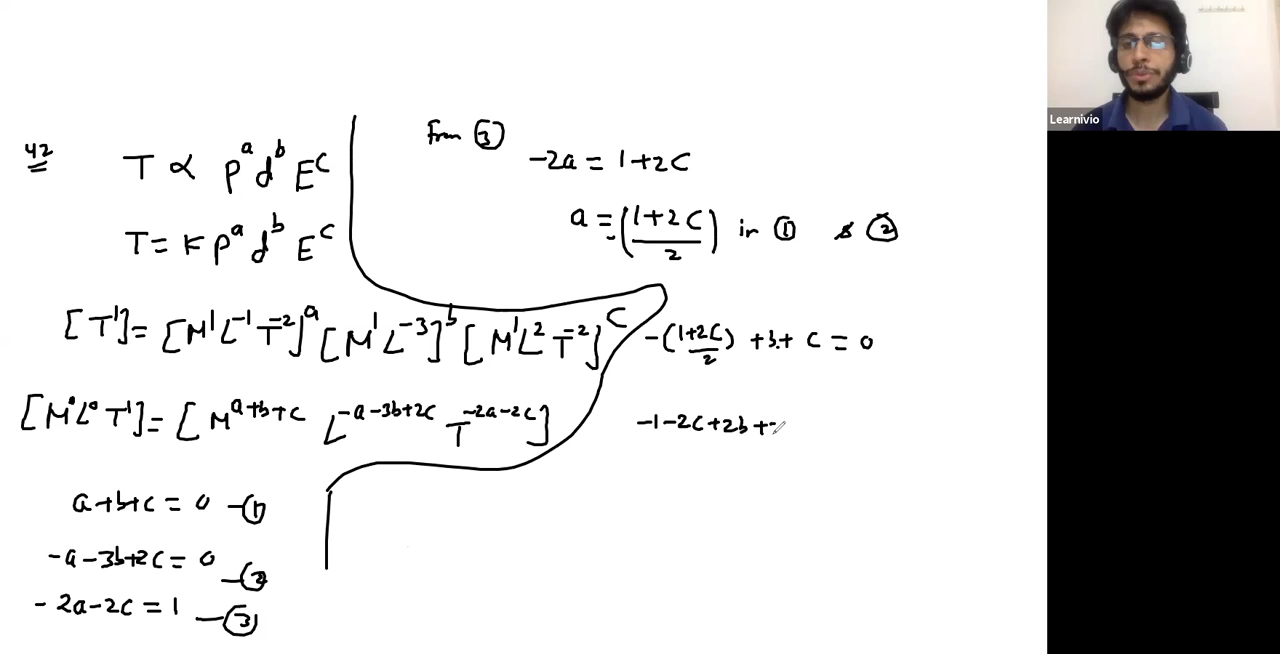 42
T ∝ P^a d^b E^c
T = K P^a d^b E^c
[T^1] = [M^1 L^-1 T^-2]^a [M^1 L^-3]^b [M^1 L^2 T^-2]^c
[M^0 L^0 T^1] = [M^a+b+c L^-a-3b+2c T^-2a-2c]
a+b+c = 0 -①
-a-3b+2c = 0 -②
-2a-2c = 1 -③
From ③
-2a = 1+2c
a = -(1+2c/2) in ① & ②
-(1+2c/2) + b + c = 0
-1-2c+2b+
Learnivio